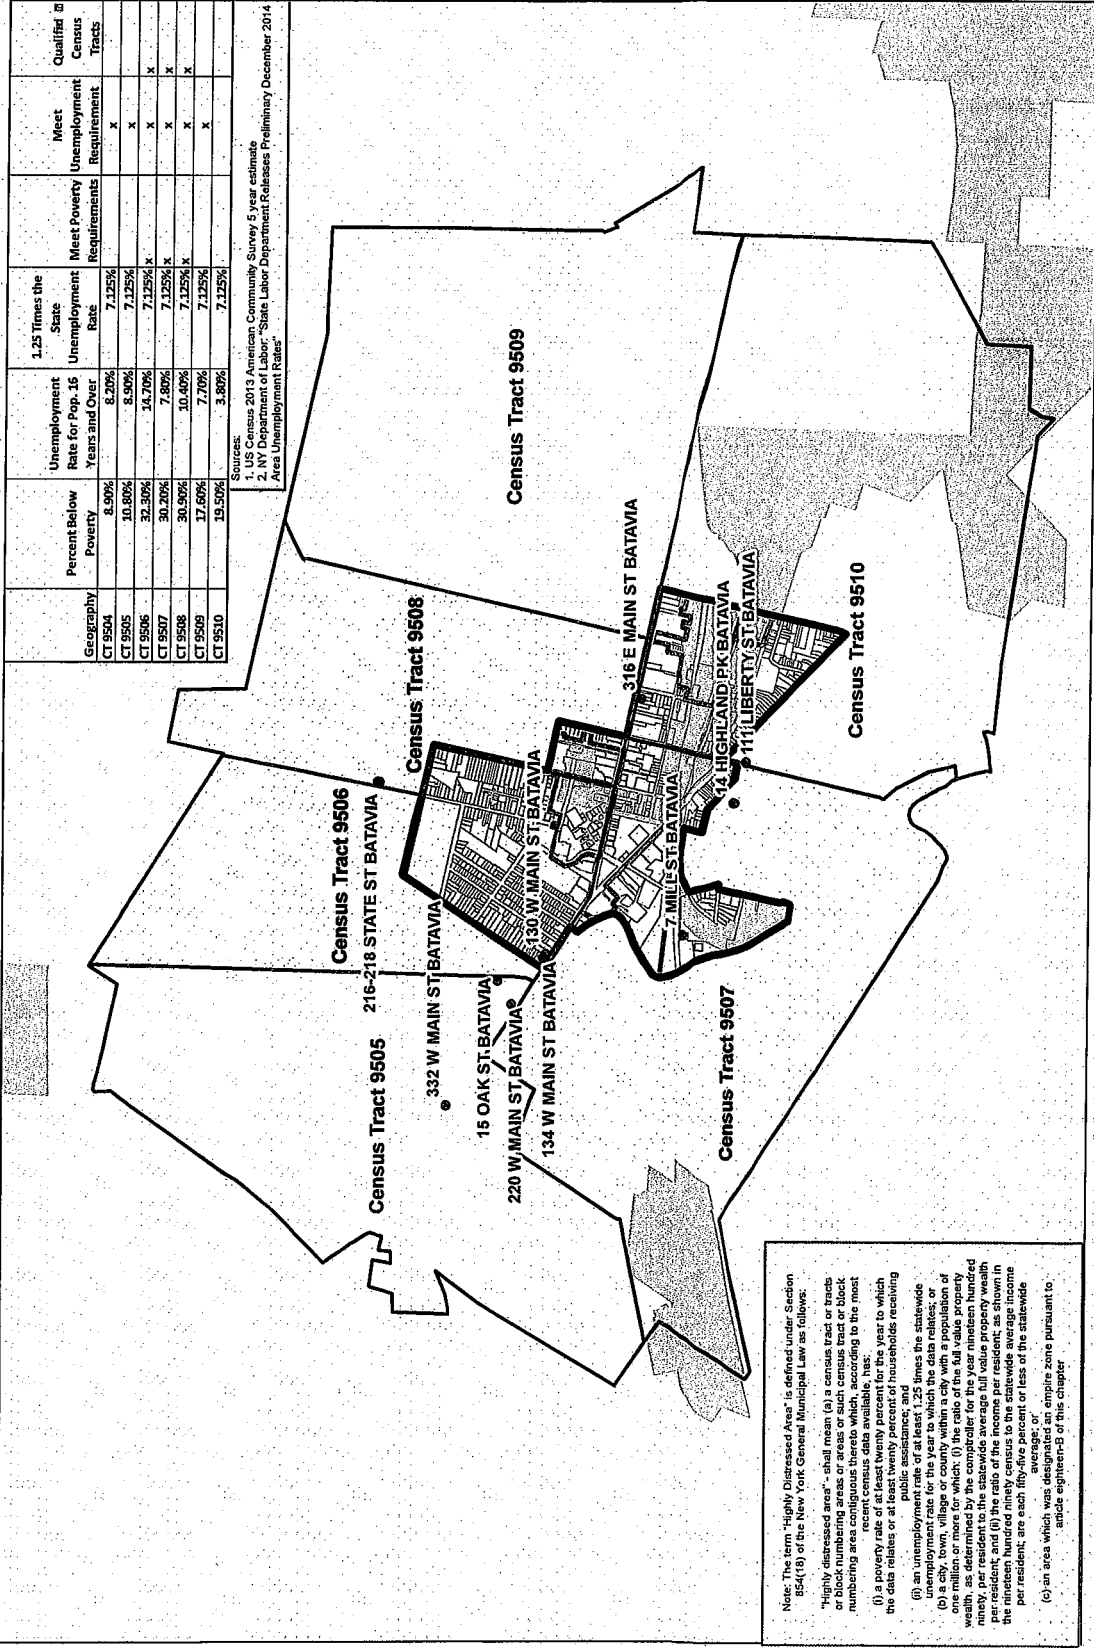 Geography Percent Below Poverty Unemployment Rate for Pop. 16 Years and Over 1.25 Times the State Unemployment Rate Meet Poverty Requirements Meet Unemployment Requirement Qualified Census Tracts
CT 9504 8.90% 8.20% 7.125% x
CT 9505 10.80% 8.90% 7.125% x
CT 9506 32.30% 14.70% 7.125% x x x
CT 9507 30.20% 7.80% 7.125% x x x
CT 9508 30.90% 10.40% 7.125% x x x
CT 9509 17.60% 7.70% 7.125% x
CT 9510 19.50% 3.80% 7.125%
Sources:
1. US Census 2013 American Community Survey 5 year estimate
2. NY Department of Labor: "State Labor Department Releases Preliminary December 2014
Area Unemployment Rates"
Census Tract 9506
216-218 STATE ST BATAVIA
Census Tract 9505
Census Tract 9508
332 W MAIN ST BATAVIA
15 OAK ST BATAVIA
220 W MAIN ST BATAVIA
130 W MAIN ST BATAVIA
134 W MAIN ST BATAVIA
Census Tract 9509
316 E MAIN ST BATAVIA
7 MILL ST BATAVIA
14 HIGHLAND PK BATAVIA
111 LIBERTY ST BATAVIA
Census Tract 9507
Census Tract 9510
Note: The term "Highly Distressed Area" is defined under Section
854(18) of the New York General Municipal Law as follows:
"Highly distressed area" - shall mean (a) a census tract or tracts
or block numbering areas or areas or such census tract or block
numbering area contiguous thereto which, according to the most
recent census data available, has:
(i) a poverty rate of at least twenty percent for the year to which
the data relates or at least twenty percent of households receiving
public assistance; and
(ii) an unemployment rate of at least 1.25 times the statewide
unemployment rate for the year to which the data relates; or
(b) a city, town, village or county within a city with a population of
one million or more for which: (i) the ratio of the full value property
wealth, as determined by the comptroller for the year nineteen hundred
ninety, per resident to the statewide average full value property wealth
per resident; and (ii) the ratio of the income per resident; as shown in
the nineteen hundred ninety census to the statewide average income
per resident; are each fifty-five percent or less of the statewide
average; or
(c) an area which was designated an empire zone pursuant to
article eighteen-B of this chapter